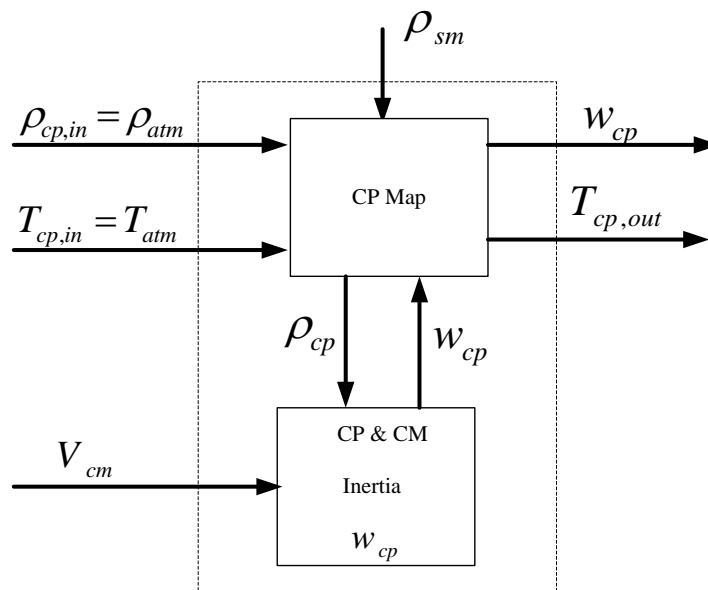 ρ_sm
ρ_cp,in = ρ_atm
w_cp
CP Map
T_cp,in = T_atm
T_cp,out
ρ_cp
w_cp
CP & CM
V_cm
Inertia
w_cp